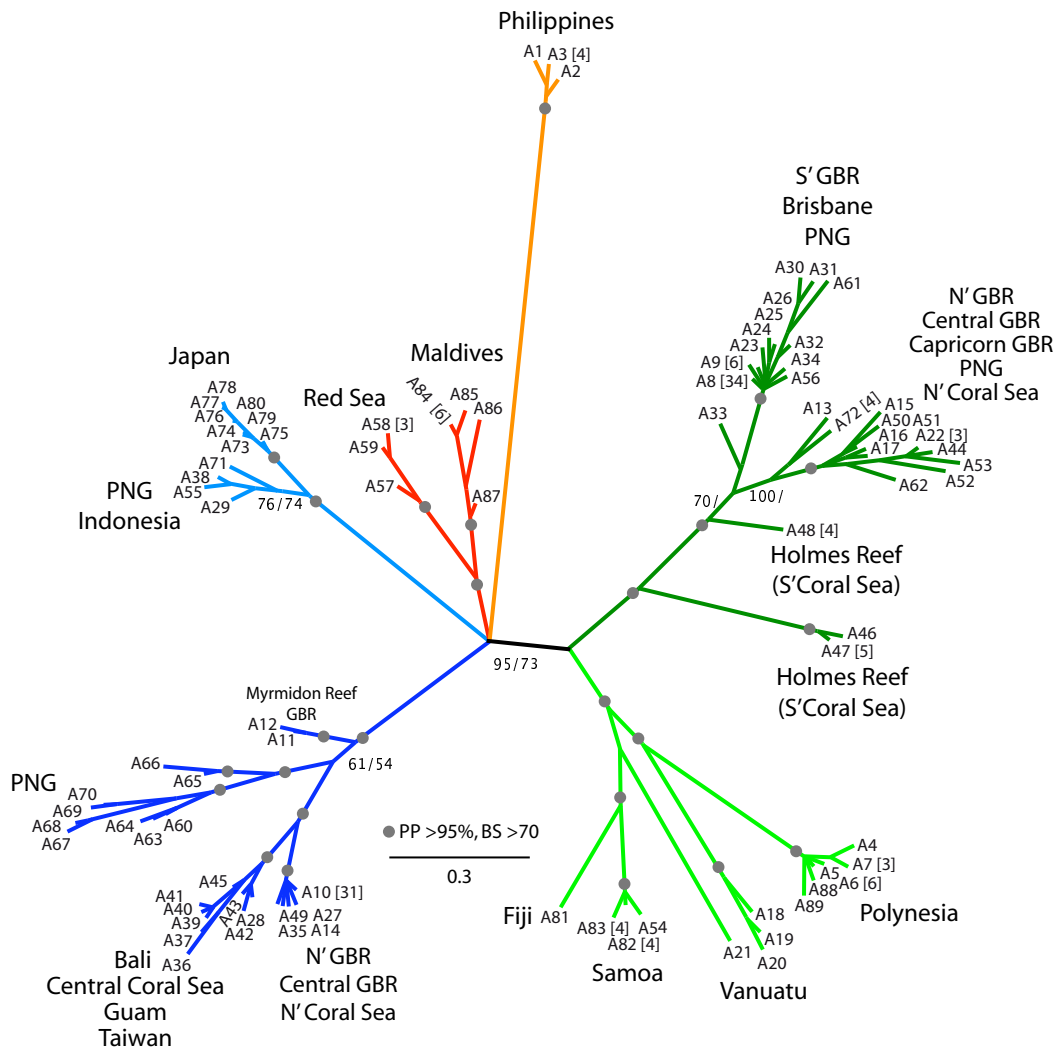 Philippines
A1
A3 [4]
A2
S' GBR
Brisbane
PNG
A30
A31
A61
A26
A25
A24
A23
A9 [6]
A8 [34]
A32
A34
A56
A33
N' GBR
Central GBR
Capricorn GBR
PNG
N' Coral Sea
A13
A72 [4]
A15
A50
A51
A16
A22 [3]
A17
A44
A53
A52
A62
70/
100/
A48 [4]
Holmes Reef
(S'Coral Sea)
A46
A47 [5]
Holmes Reef
(S'Coral Sea)
Japan
A78
A77
A80
A76
A79
A74
A75
A73
A71
A38
A55
A29
PNG
Indonesia
76/74
Red Sea
A58 [3]
A59
A57
Maldives
A84 [6]
A85
A86
A87
95/73
Myrmidon Reef
GBR
A12
A11
61/54
PNG
A66
A65
A70
A69
A68
A67
A64
A63
A60
PP >95%, BS >70
0.3
A45
A41
A40
A39
A43
A28
A42
A37
A36
Bali
Central Coral Sea
Guam
Taiwan
A10 [31]
A49
A27
A35
A14
N' GBR
Central GBR
N' Coral Sea
Fiji
A81
A83 [4]
A54
A82 [4]
Samoa
A21
A18
A19
A20
Vanuatu
A4
A7 [3]
A5
A6 [6]
A88
A89
Polynesia